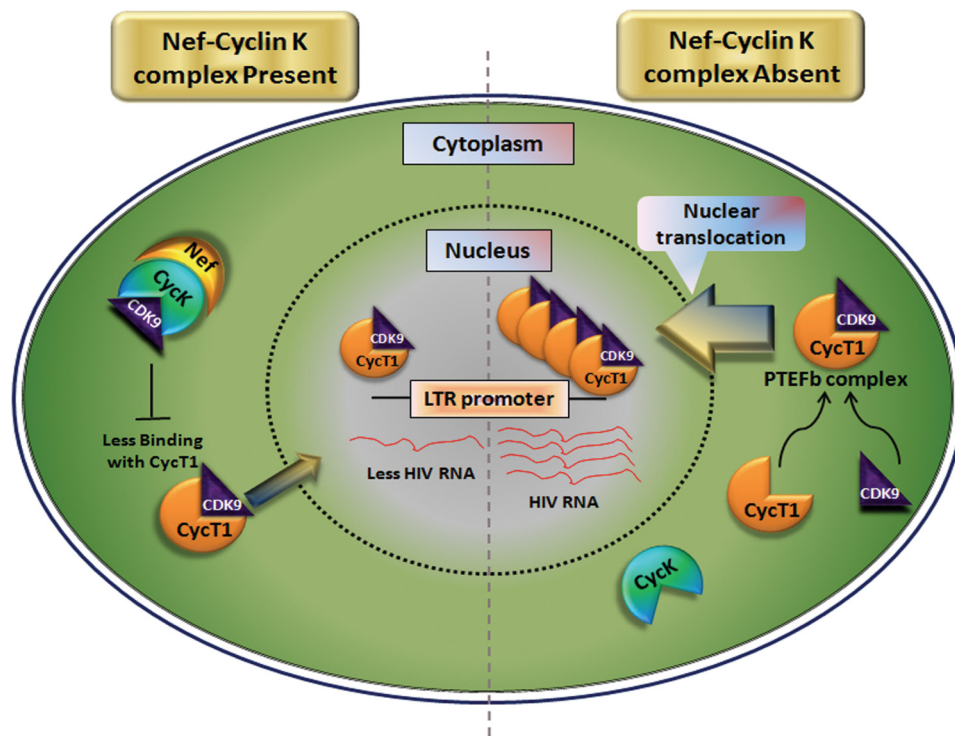 Nef-Cyclin K
complex Present
Nef-Cyclin K
complex Absent
Cytoplasm
Nuclear
translocation
Nucleus
Nef
CycK
CDK9
CDK9
CycT1
CDK9
CycT1
CDK9
CycT1
PTEFb complex
LTR promoter
Less Binding
with CycT1
Less HIV RNA
HIV RNA
CDK9
CycT1
CycT1
CDK9
CycK